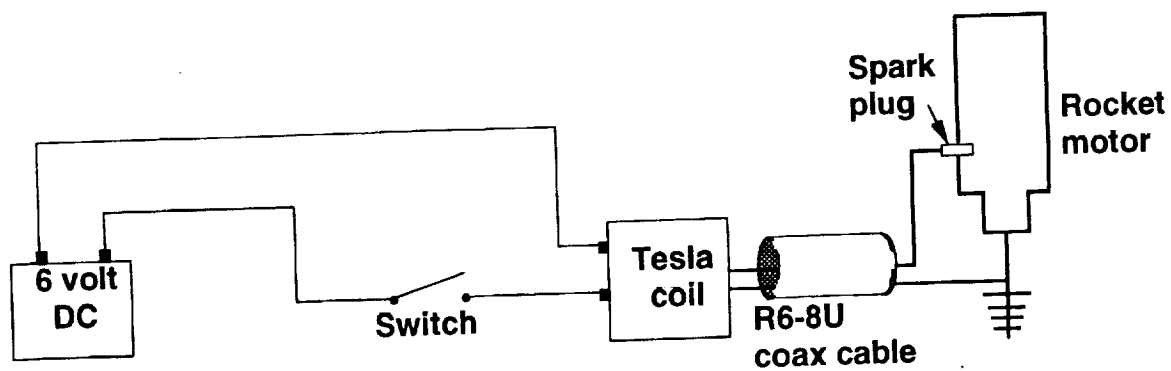 Spark
plug
Rocket
motor
6 volt
DC
Switch
Tesla
coil
R6-8U
coax cable